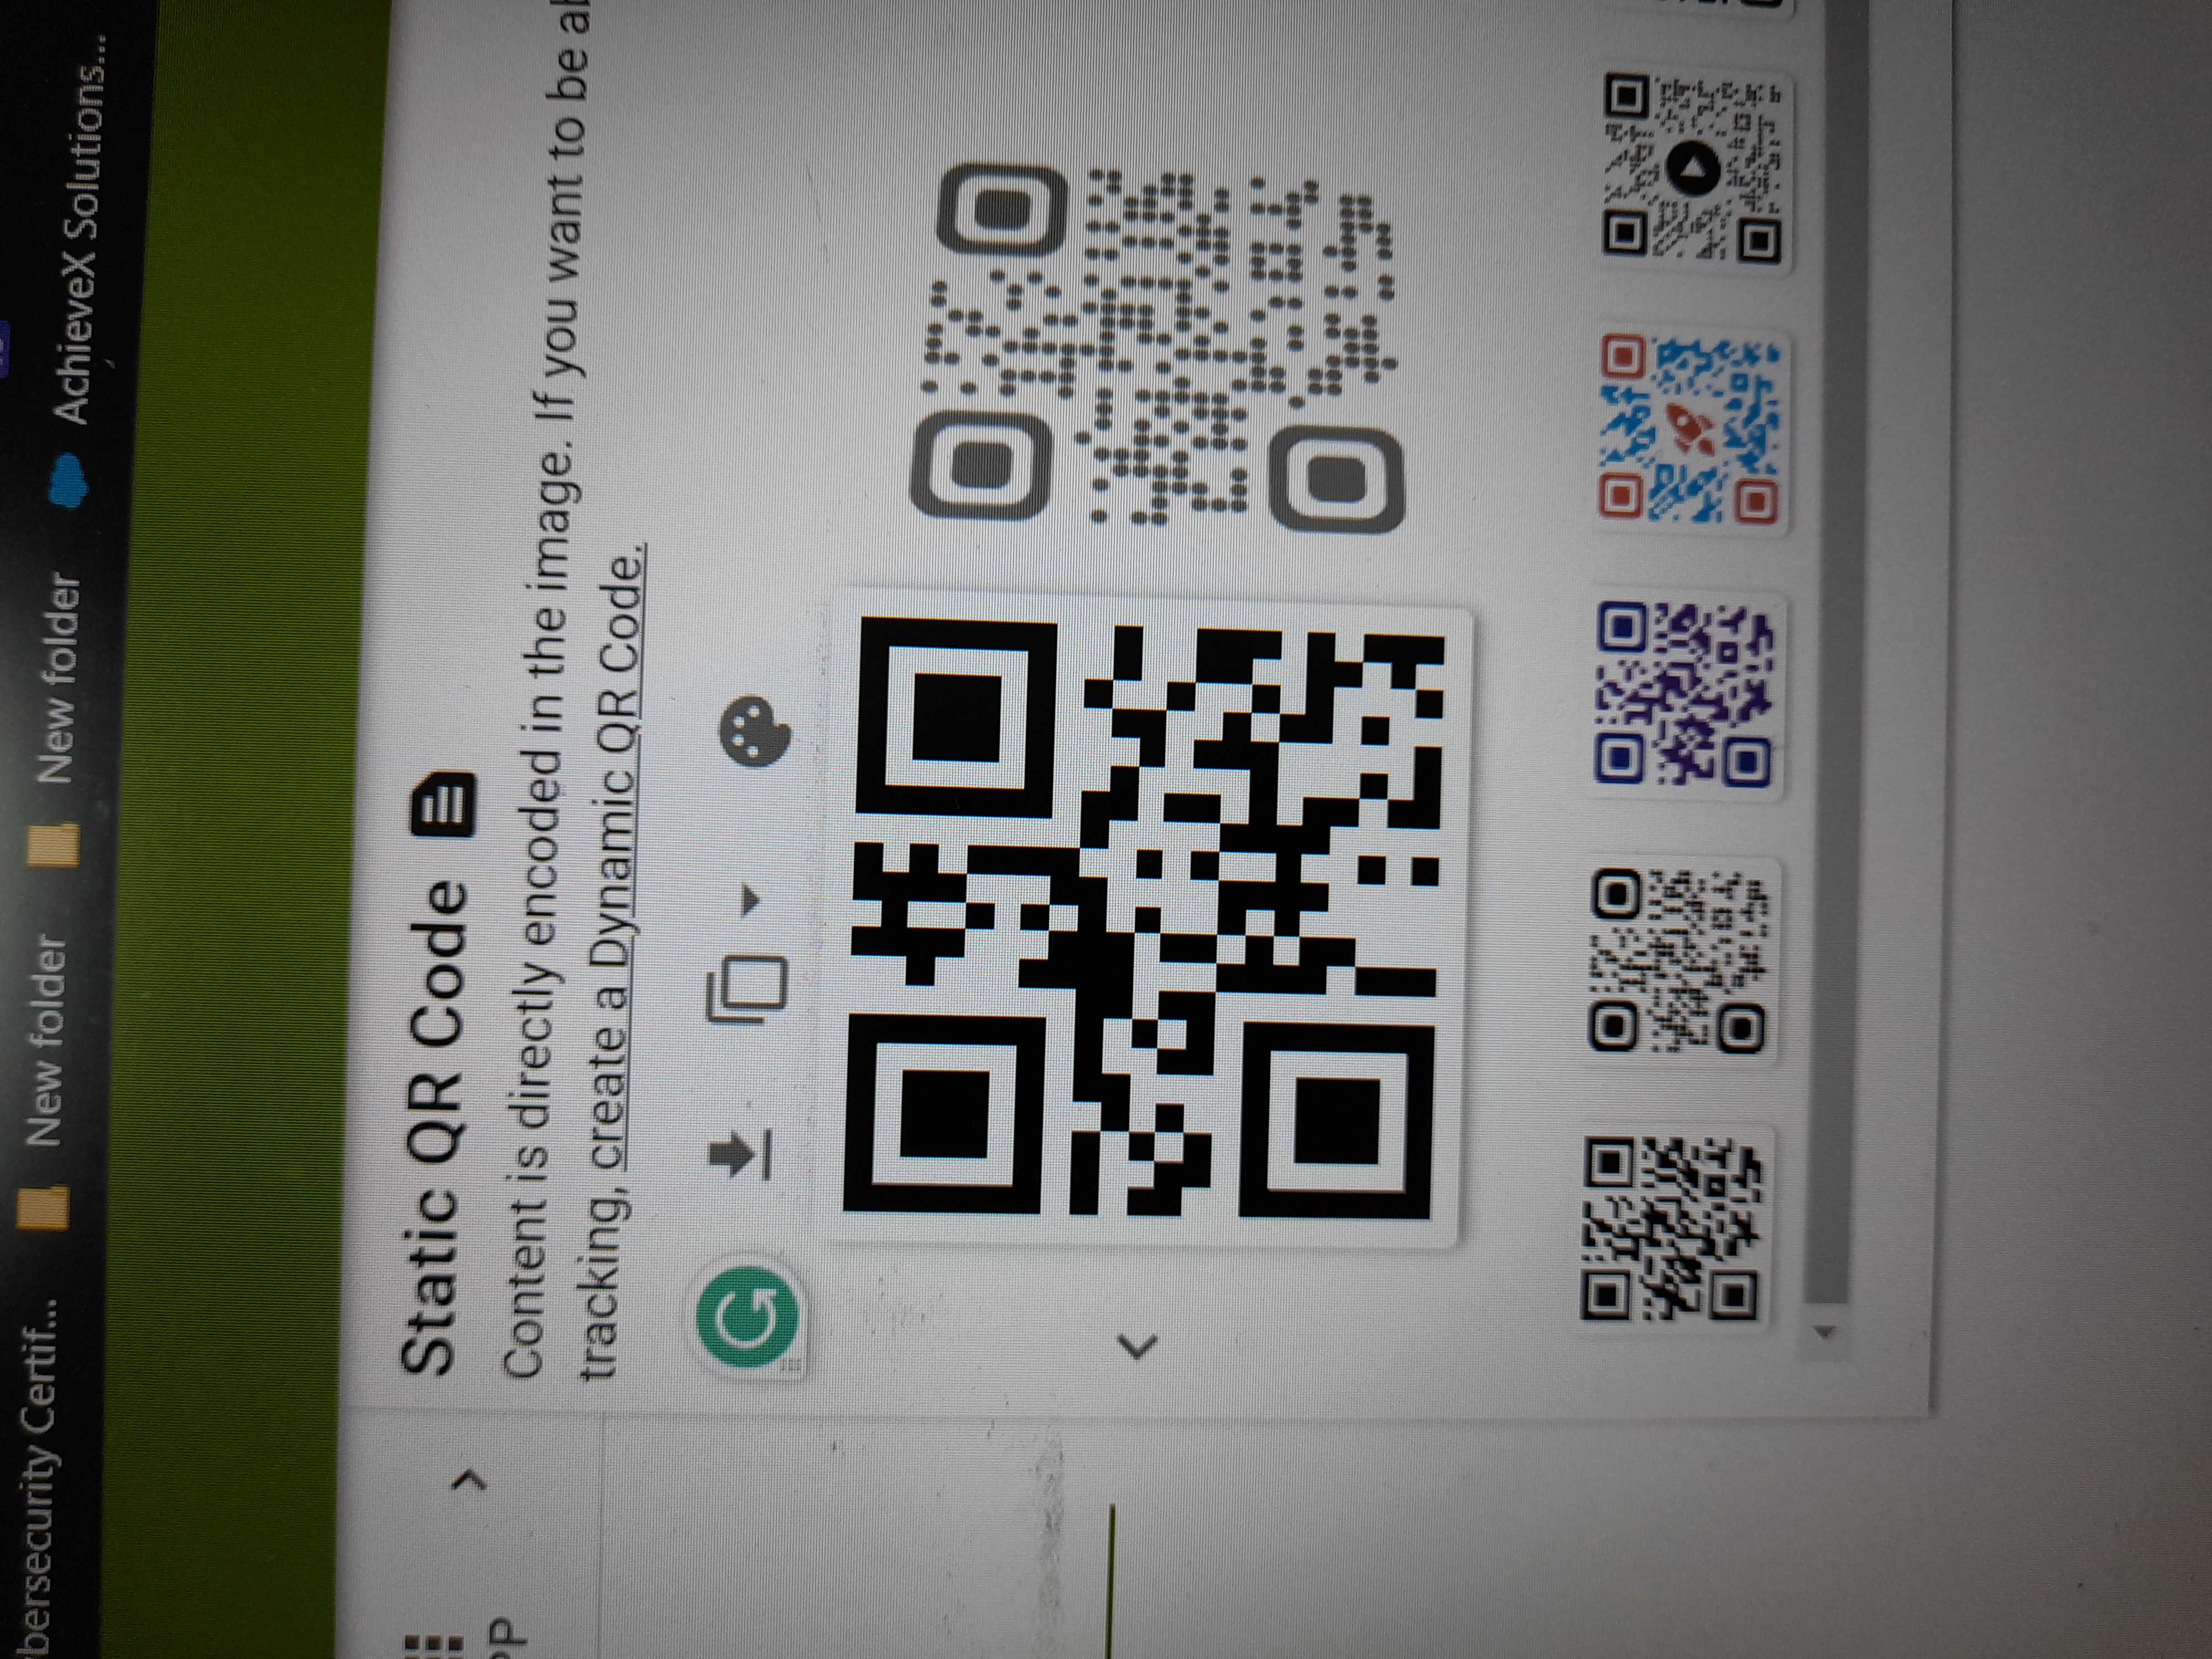 bersecurity Certif...
New folder
New folder
AchieveX Solutions...
PP
Static QR Code
Content is directly encoded in the image. If you want to be
tracking, create a Dynamic QR Code.